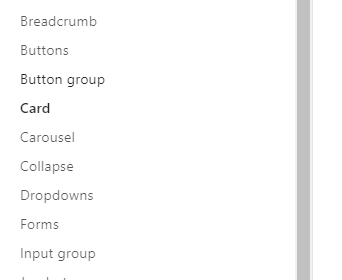 Breadcrumb
Buttons
Button group
Card
Carousel
Collapse
Dropdowns
Forms
Input group